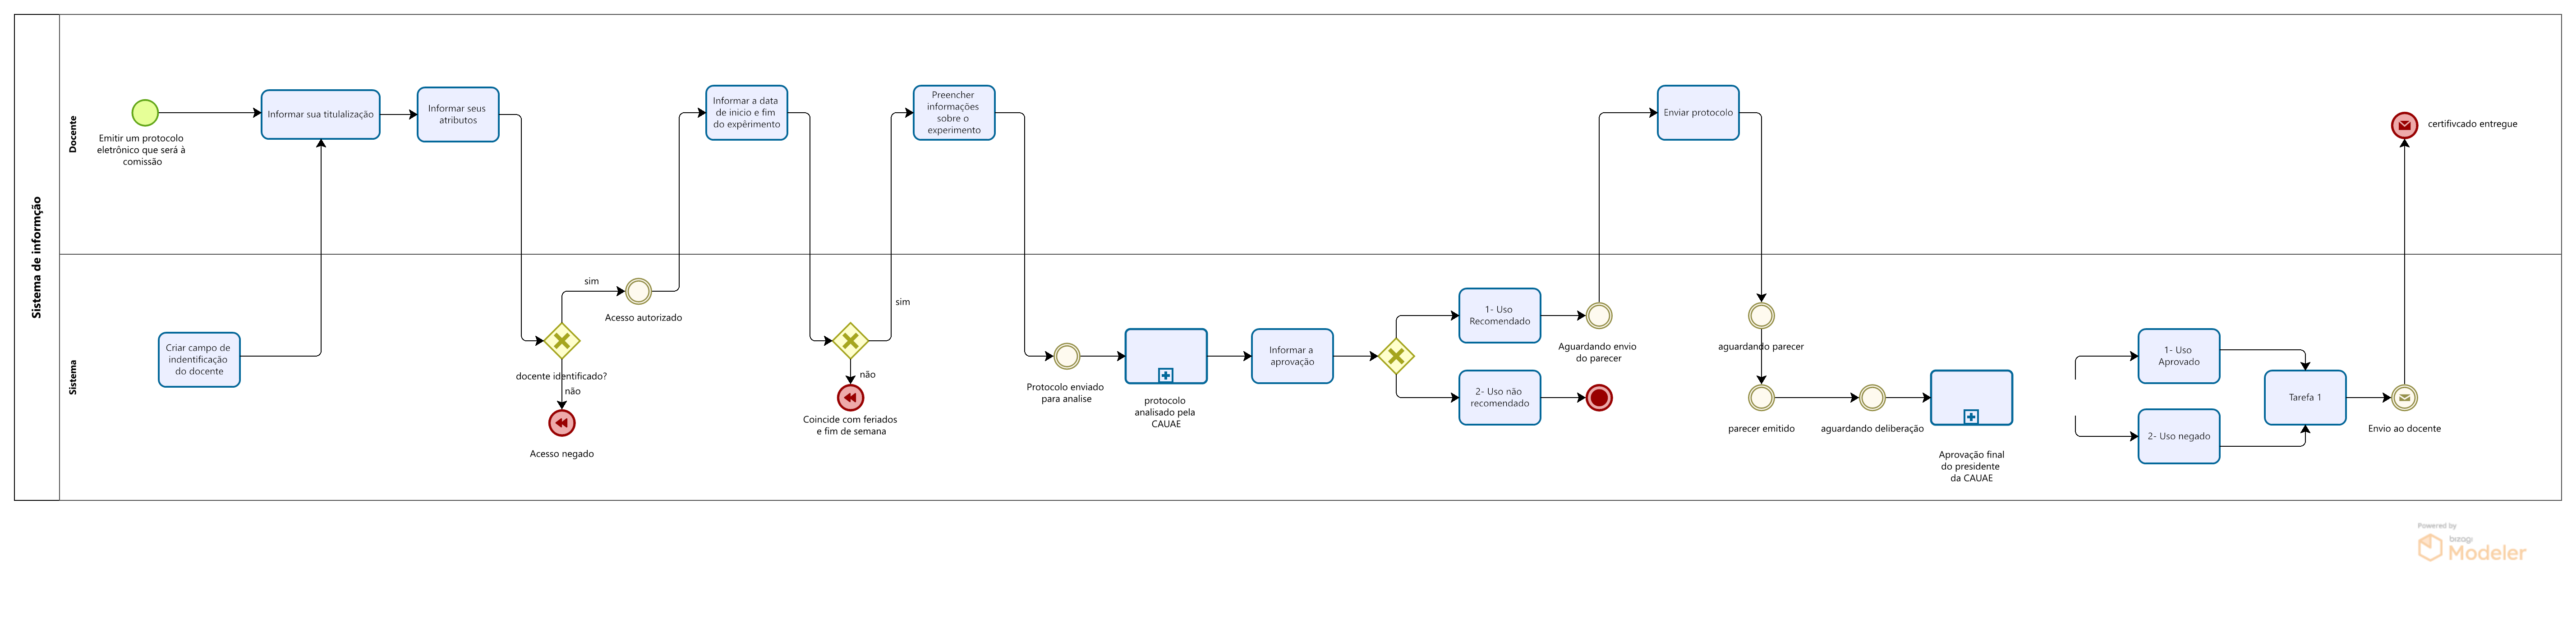 Sistema de informção
Docente
Sistema
Emitir um protocolo
eletrônico que será à
comissão
Informar sua titulalização
Informar seus
atributos
Informar a data
de inicio e fim
do expêrimento
Preencher
informações
sobre o
experimento
Enviar protocolo
certifivcado entregue
Criar campo de
indentificação
do docente
docente identificado?
sim
não
Acesso autorizado
Acesso negado
sim
não
Coincide com feriados
e fim de semana
Protocolo enviado
para analise
protocolo
analisado pela
CAUAE
Informar a
aprovação
1- Uso
Recomendado
2- Uso não
recomendado
Aguardando envio
do parecer
aguardando parecer
parecer emitido
aguardando deliberação
Aprovação final
do presidente
da CAUAE
1- Uso
Aprovado
2- Uso negado
Tarefa 1
Envio ao docente
Powered by
bizagi
Modeler